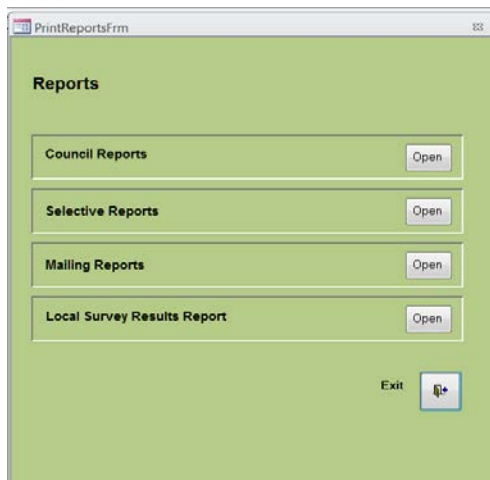 PrintReportsFrm
Reports
Council Reports Open
Selective Reports Open
Mailing Reports Open
Local Survey Results Report Open
Exit